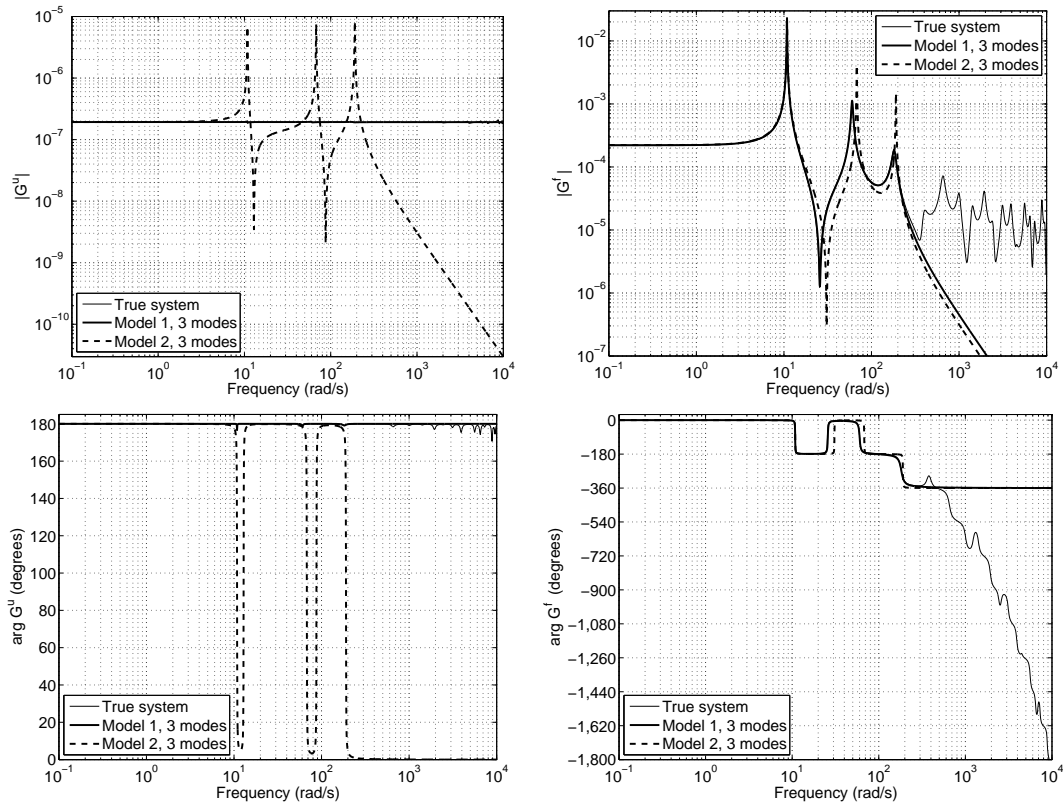 10^-5
10^-6
10^-7
10^-8
10^-9
10^-10
|G^u|
True system
Model 1, 3 modes
Model 2, 3 modes
10^-1 10^0 10^1 10^2 10^3 10^4
Frequency (rad/s)
10^-2
10^-3
10^-4
10^-5
10^-6
10^-7
|G^f|
True system
Model 1, 3 modes
Model 2, 3 modes
10^-1 10^0 10^1 10^2 10^3 10^4
Frequency (rad/s)
180
160
140
120
100
80
60
40
20
0
arg G^u (degrees)
True system
Model 1, 3 modes
Model 2, 3 modes
10^-1 10^0 10^1 10^2 10^3 10^4
Frequency (rad/s)
0
−180
−360
−540
−720
−900
−1,080
−1,260
−1,440
−1,620
−1,800
arg G^f (degrees)
True system
Model 1, 3 modes
Model 2, 3 modes
10^-1 10^0 10^1 10^2 10^3 10^4
Frequency (rad/s)